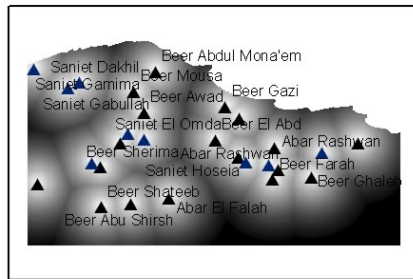 Beer Abdul Mona'em
Saniet Dakhil
Beer Mousa
Saniet Gamima
Beer Awad
Beer Gazi
Saniet Gabullah
Saniet El Omda
Beer El Abd
Beer Sherima
Abar Rashwan
Abar Rashwan
Saniet Hoseia
Beer Farah
Beer Ghaleb
Beer Shateeb
Abar El Falah
Beer Abu Shirsh